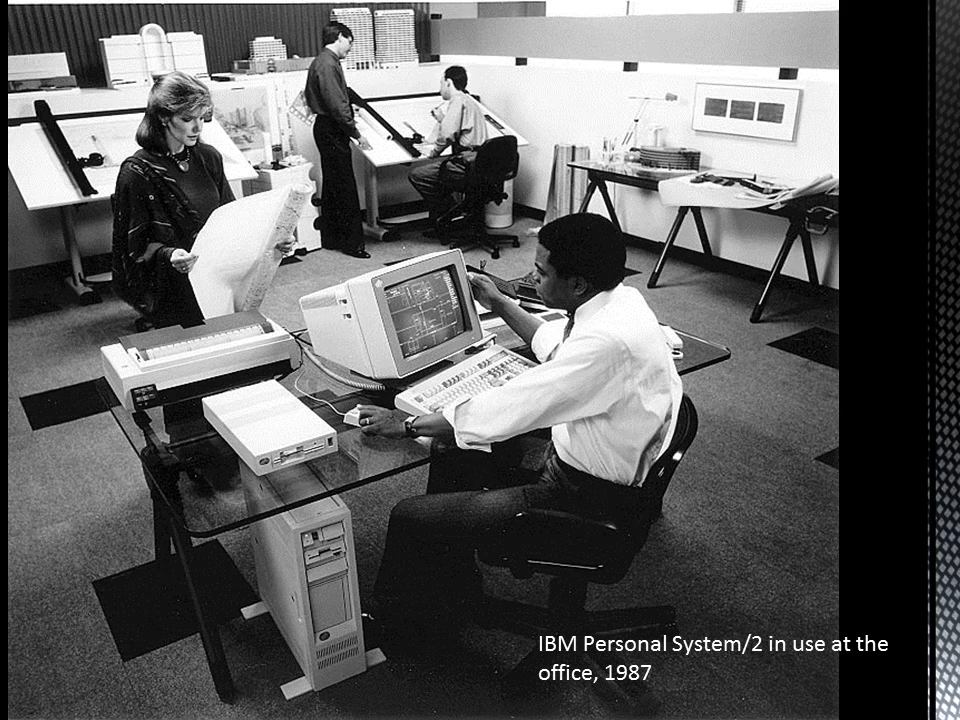 IBM Personal System/2 in use at the
office, 1987